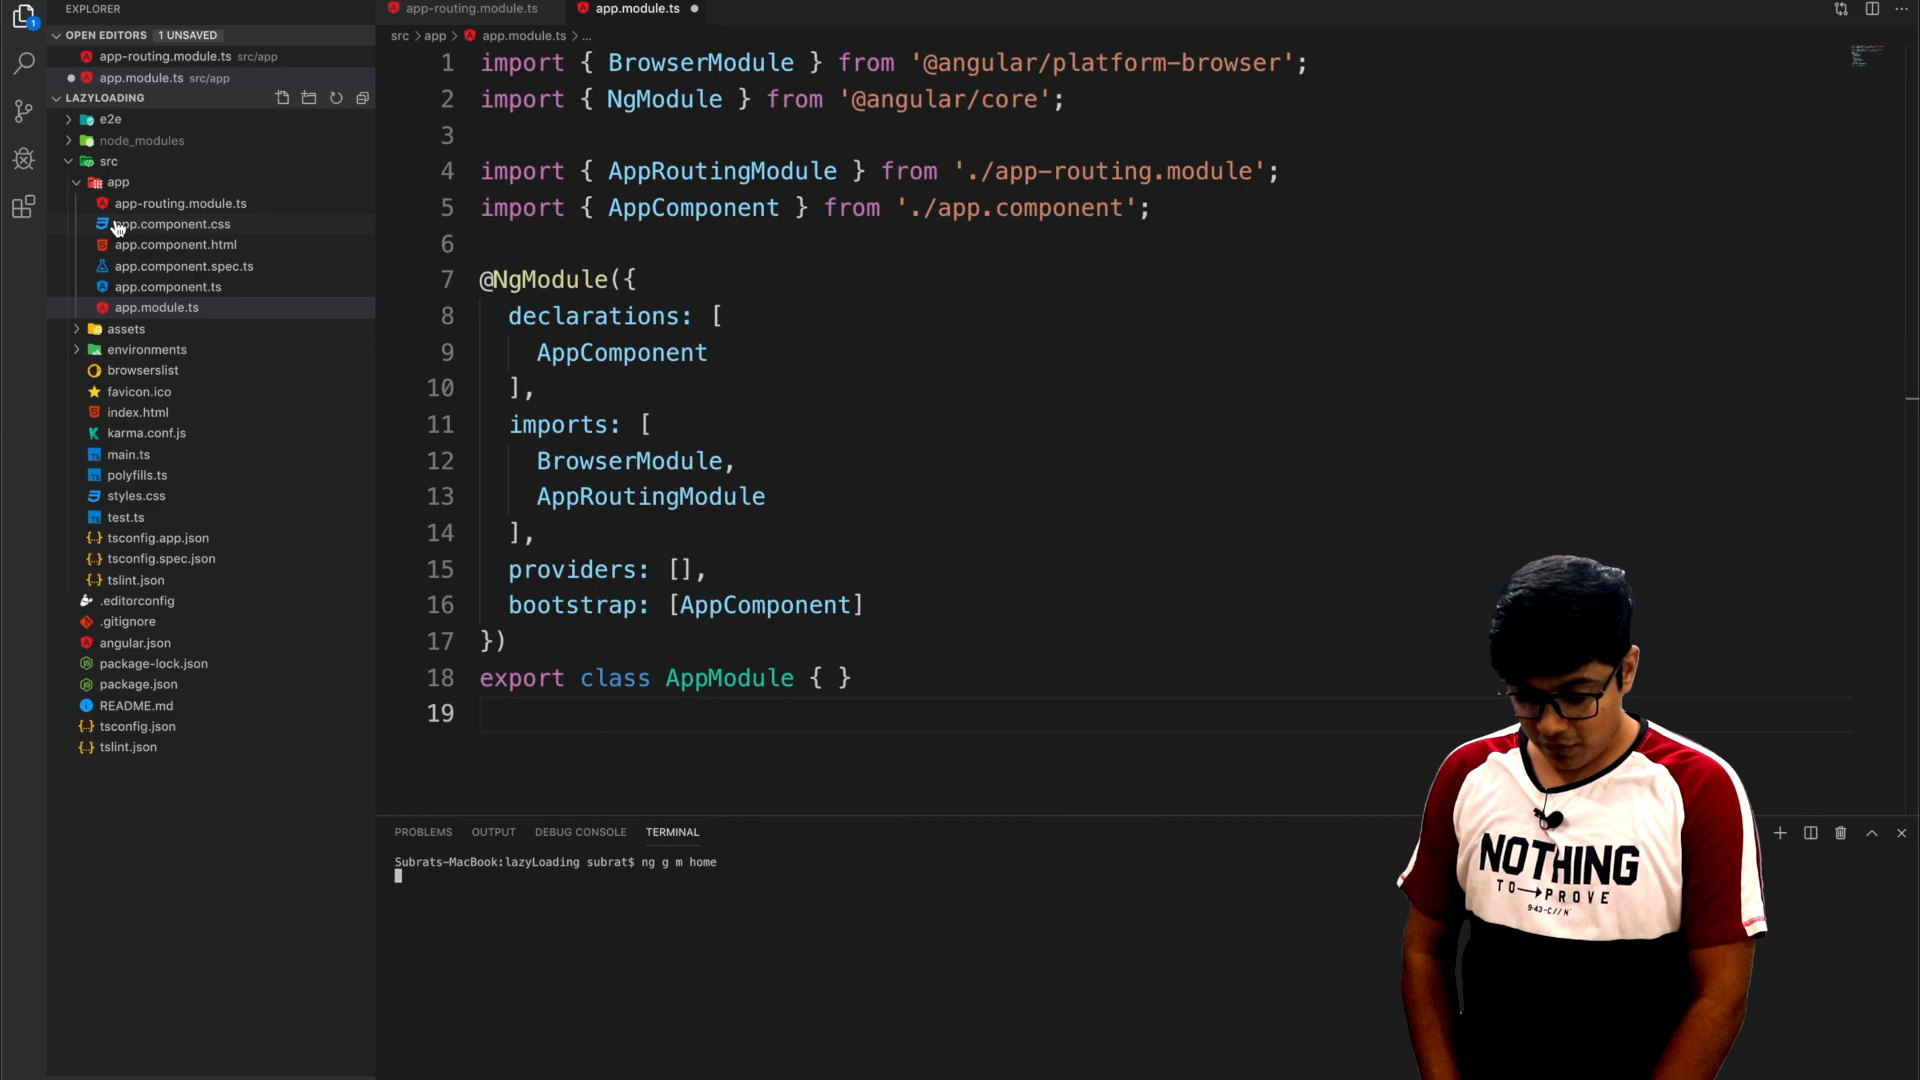 EXPLORER
OPEN EDITORS 1 UNSAVED
app-routing.module.ts src/app
app.module.ts src/app
LAZYLOADING
e2e
node_modules
src
app
app-routing.module.ts
app.component.css
app.component.html
app.component.spec.ts
app.component.ts
app.module.ts
assets
environments
browserslist
favicon.ico
index.html
karma.conf.js
main.ts
polyfills.ts
styles.css
test.ts
tsconfig.app.json
tsconfig.spec.json
tslint.json
.editorconfig
.gitignore
angular.json
package-lock.json
package.json
README.md
tsconfig.json
tslint.json
app-routing.module.ts app.module.ts
src > app > app.module.ts > ...
1 import { BrowserModule } from '@angular/platform-browser';
2 import { NgModule } from '@angular/core';
3
4 import { AppRoutingModule } from './app-routing.module';
5 import { AppComponent } from './app.component';
6
7 @NgModule({
8 declarations: [
9 AppComponent
10 ],
11 imports: [
12 BrowserModule,
13 AppRoutingModule
14 ],
15 providers: [],
16 bootstrap: [AppComponent]
17 })
18 export class AppModule { }
19
PROBLEMS OUTPUT DEBUG CONSOLE TERMINAL
Subrats-MacBook:lazyLoading subrat$ ng g m home
NOTHING
TO→PROVE